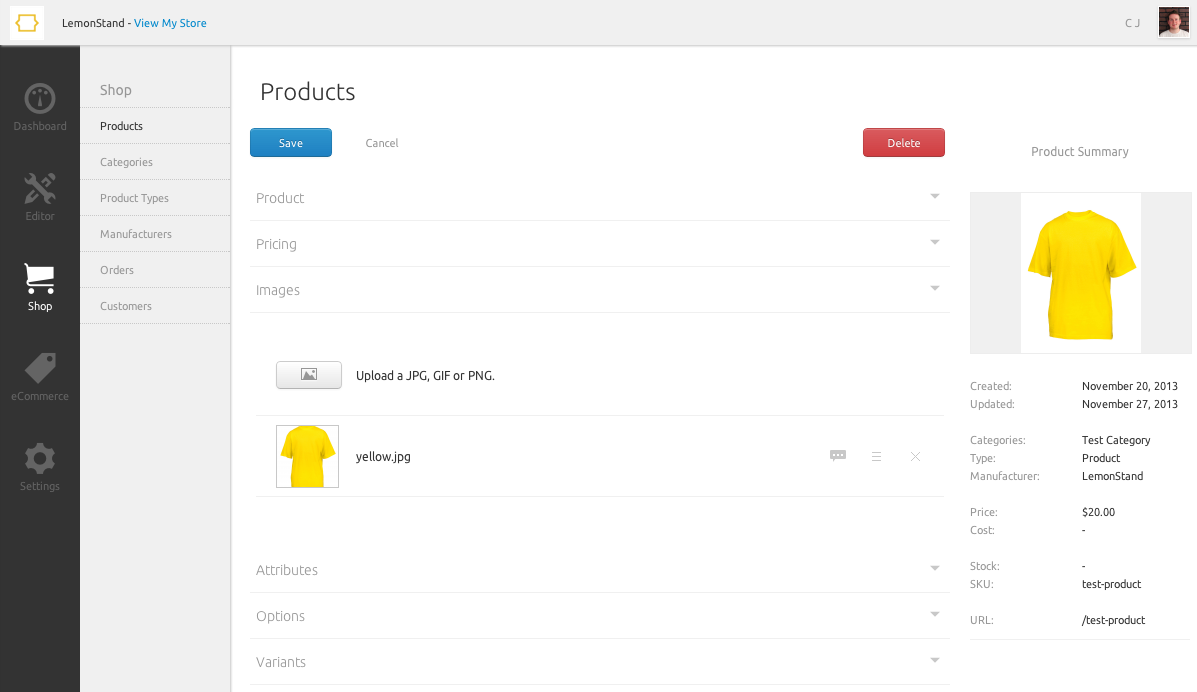 LemonStand - View My Store
C J
Dashboard
Editor
Shop
eCommerce
Settings
Shop
Products
Categories
Product Types
Manufacturers
Orders
Customers
Products
Save
Cancel
Delete
Product
Pricing
Images
Upload a JPG, GIF or PNG.
yellow.jpg
Attributes
Options
Variants
Product Summary
Created: November 20, 2013
Updated: November 27, 2013
Categories: Test Category
Type: Product
Manufacturer: LemonStand
Price: $20.00
Cost: -
Stock: -
SKU: test-product
URL: /test-product